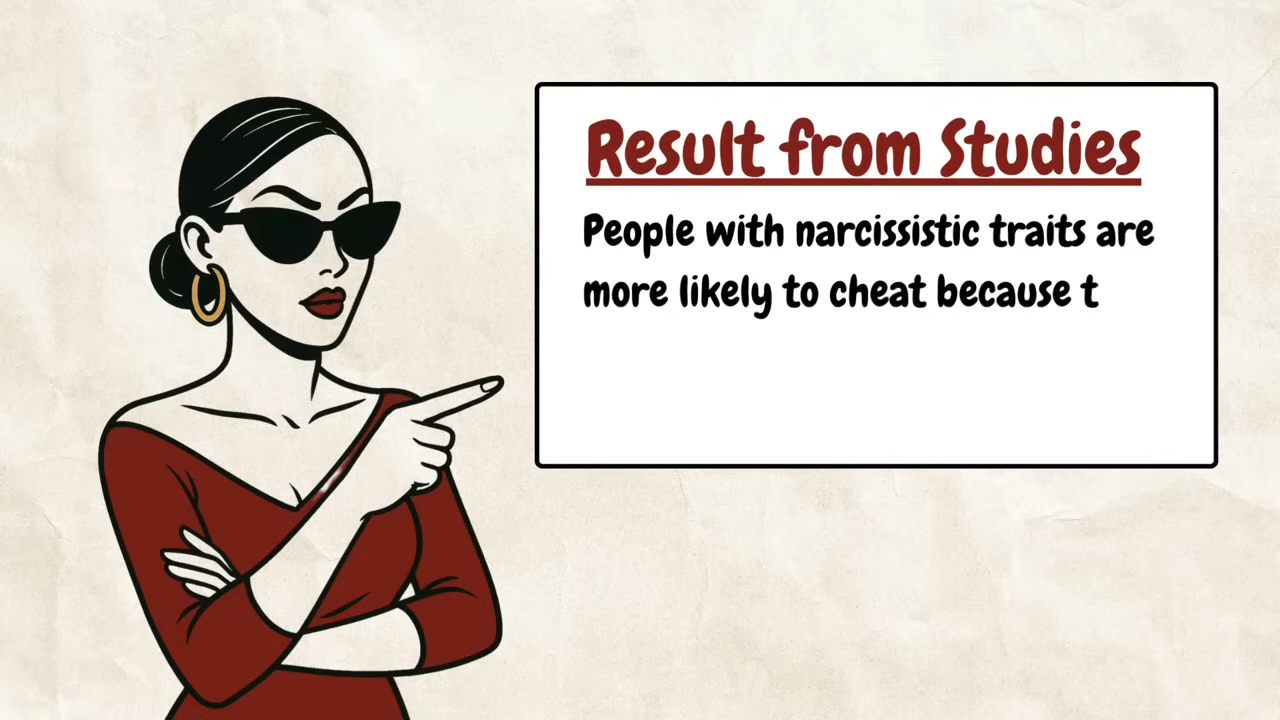 Result from Studies
People with narcissistic traits are
more likely to cheat because t